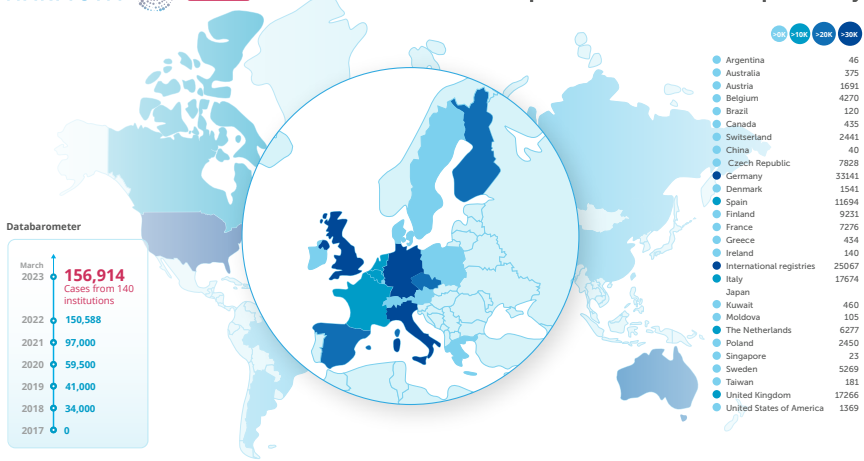 >0K >10K >20K >30K
Argentina 46
Australia 375
Austria 1691
Belgium 4270
Brazil 120
Canada 435
Switserland 2441
China 40
Czech Republic 7828
Germany 33141
Denmark 1541
Spain 11694
Finland 9231
France 7276
Greece 434
Ireland 140
International registries 25067
Italy 17674
Japan
Kuwait 460
Moldova 105
The Netherlands 6277
Poland 2450
Singapore 23
Sweden 5269
Taiwan 181
United Kingdom 17266
United States of America 1369
Databarometer
March
2023 156,914
Cases from 140
institutions
2022 150,588
2021 97,000
2020 59,500
2019 41,000
2018 34,000
2017 0